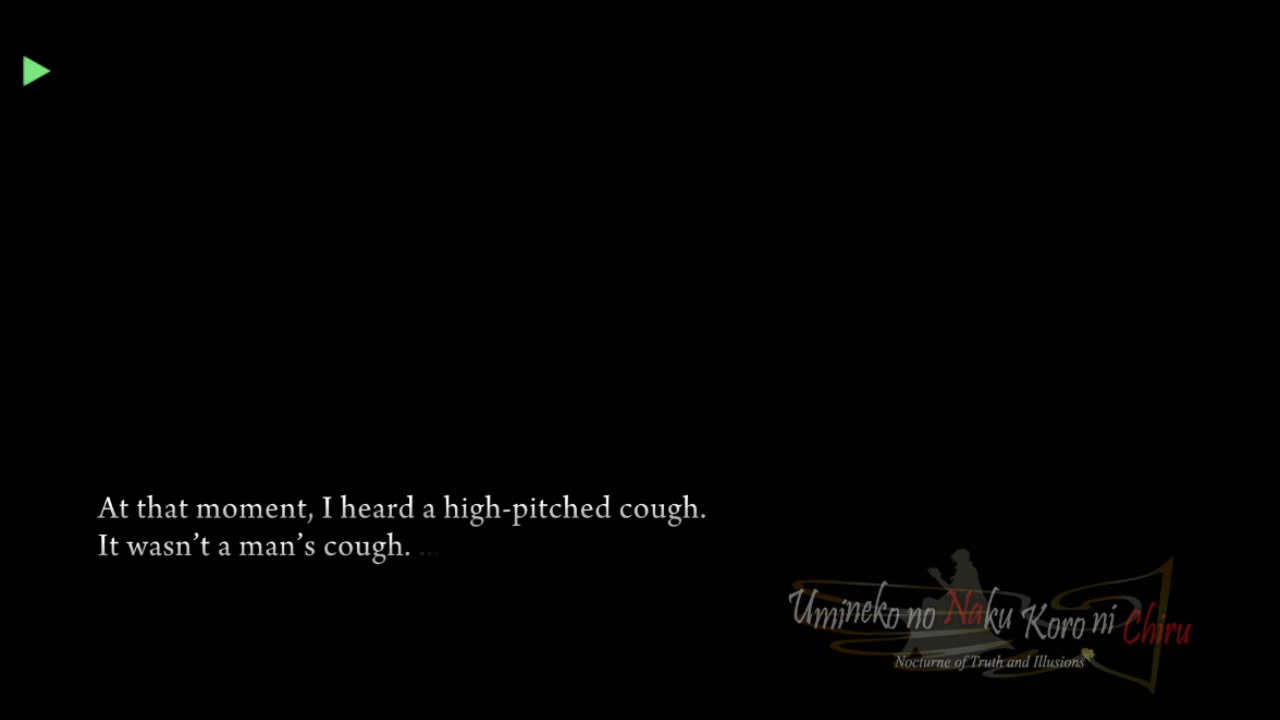 At that moment, I heard a high-pitched cough.
It wasn’t a man’s cough. ...
Umineko no Naku Koro ni Chiru
Nocturne of Truth and Illusions